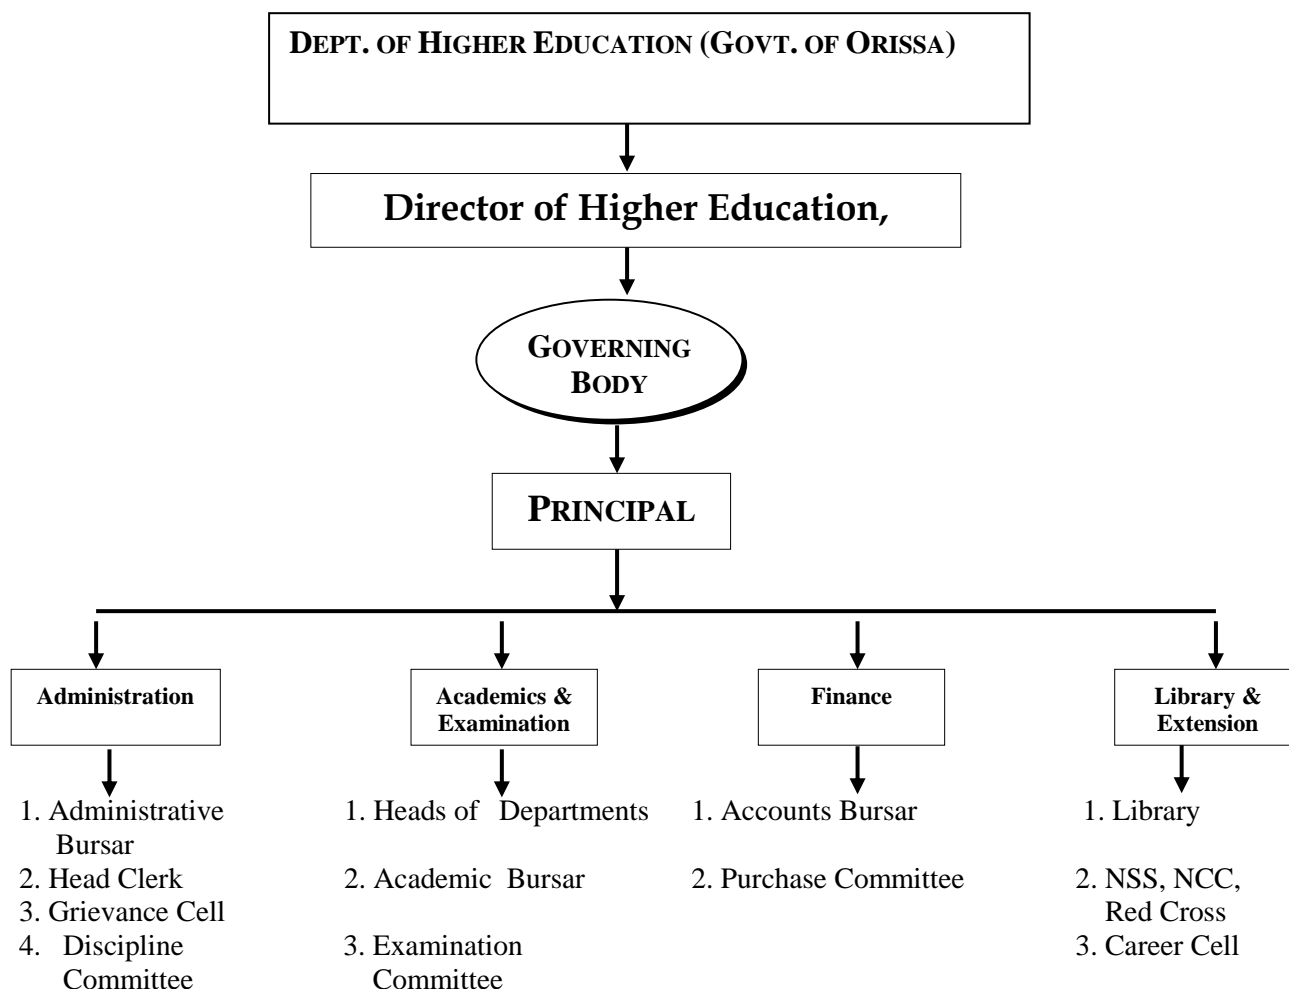 DEPT. OF HIGHER EDUCATION (GOVT. OF ORISSA)
Director of Higher Education,
GOVERNING
BODY
PRINCIPAL
Administration
Academics &
Examination
Finance
Library &
Extension
1. Administrative
Bursar
2. Head Clerk
3. Grievance Cell
4. Discipline
Committee
1. Heads of Departments
2. Academic Bursar
3. Examination
Committee
1. Accounts Bursar
2. Purchase Committee
1. Library
2. NSS, NCC,
Red Cross
3. Career Cell